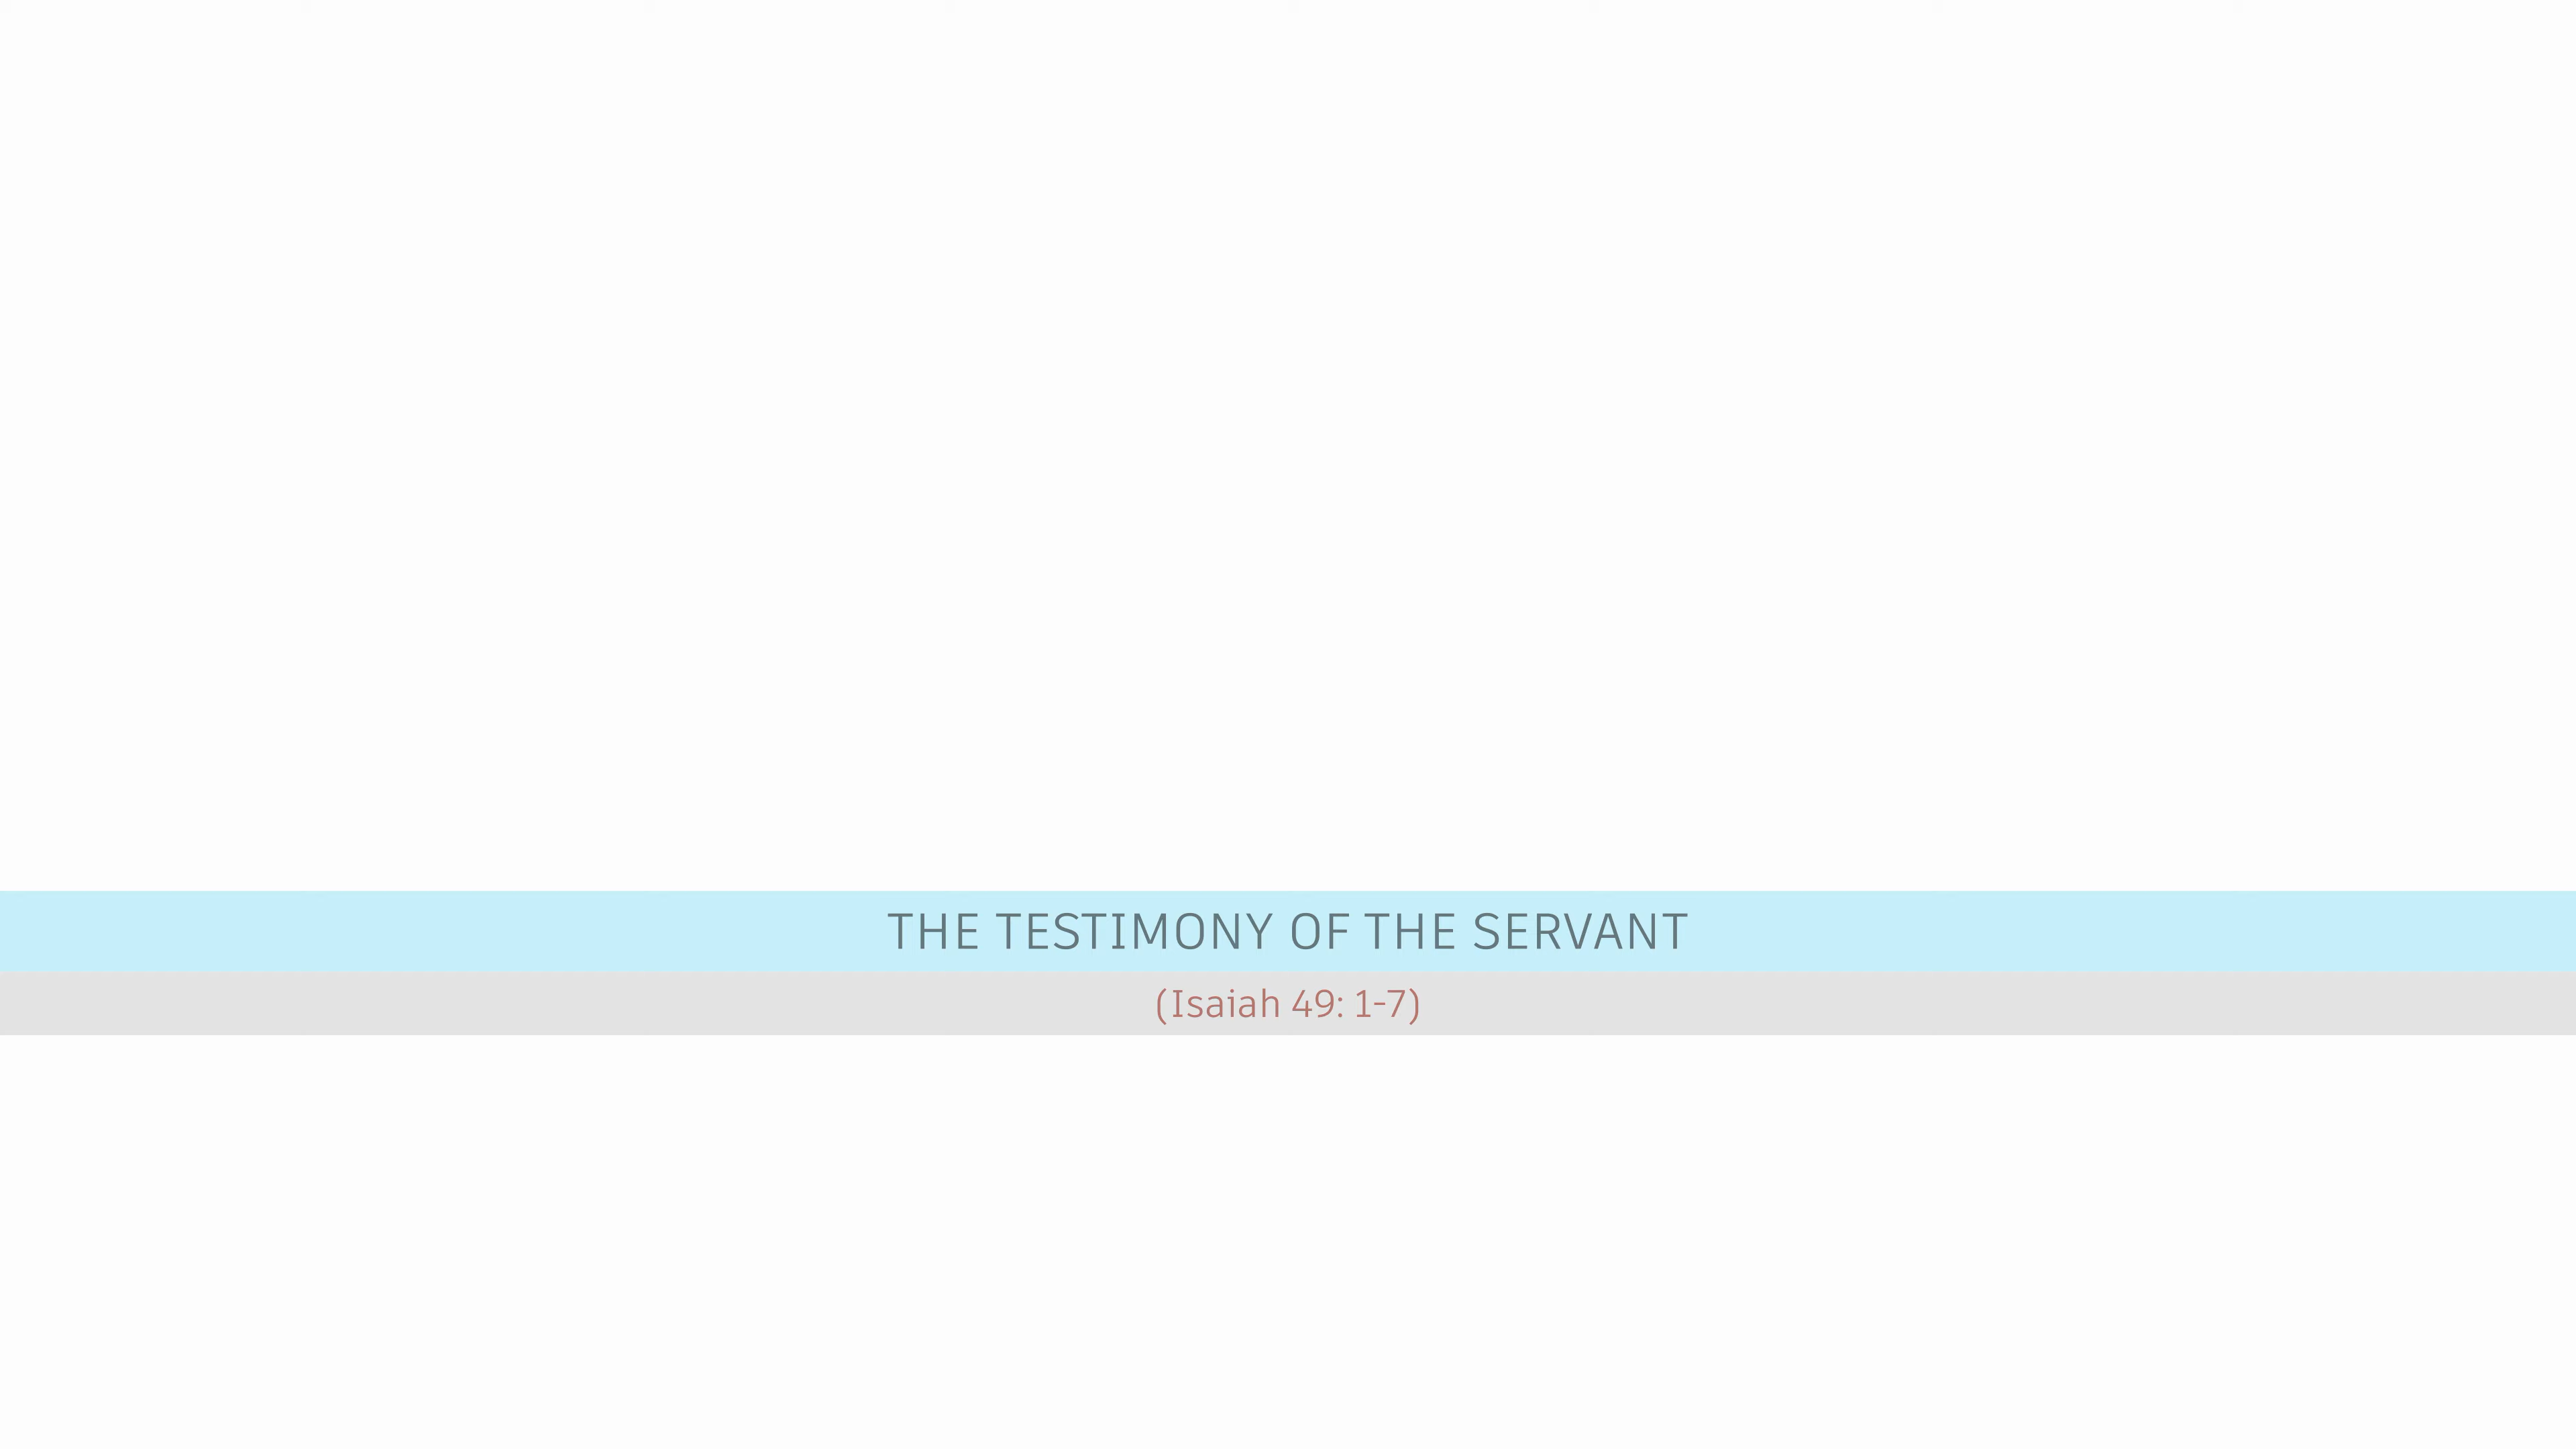 THE TESTIMONY OF THE SERVANT
(Isaiah 49: 1-7)